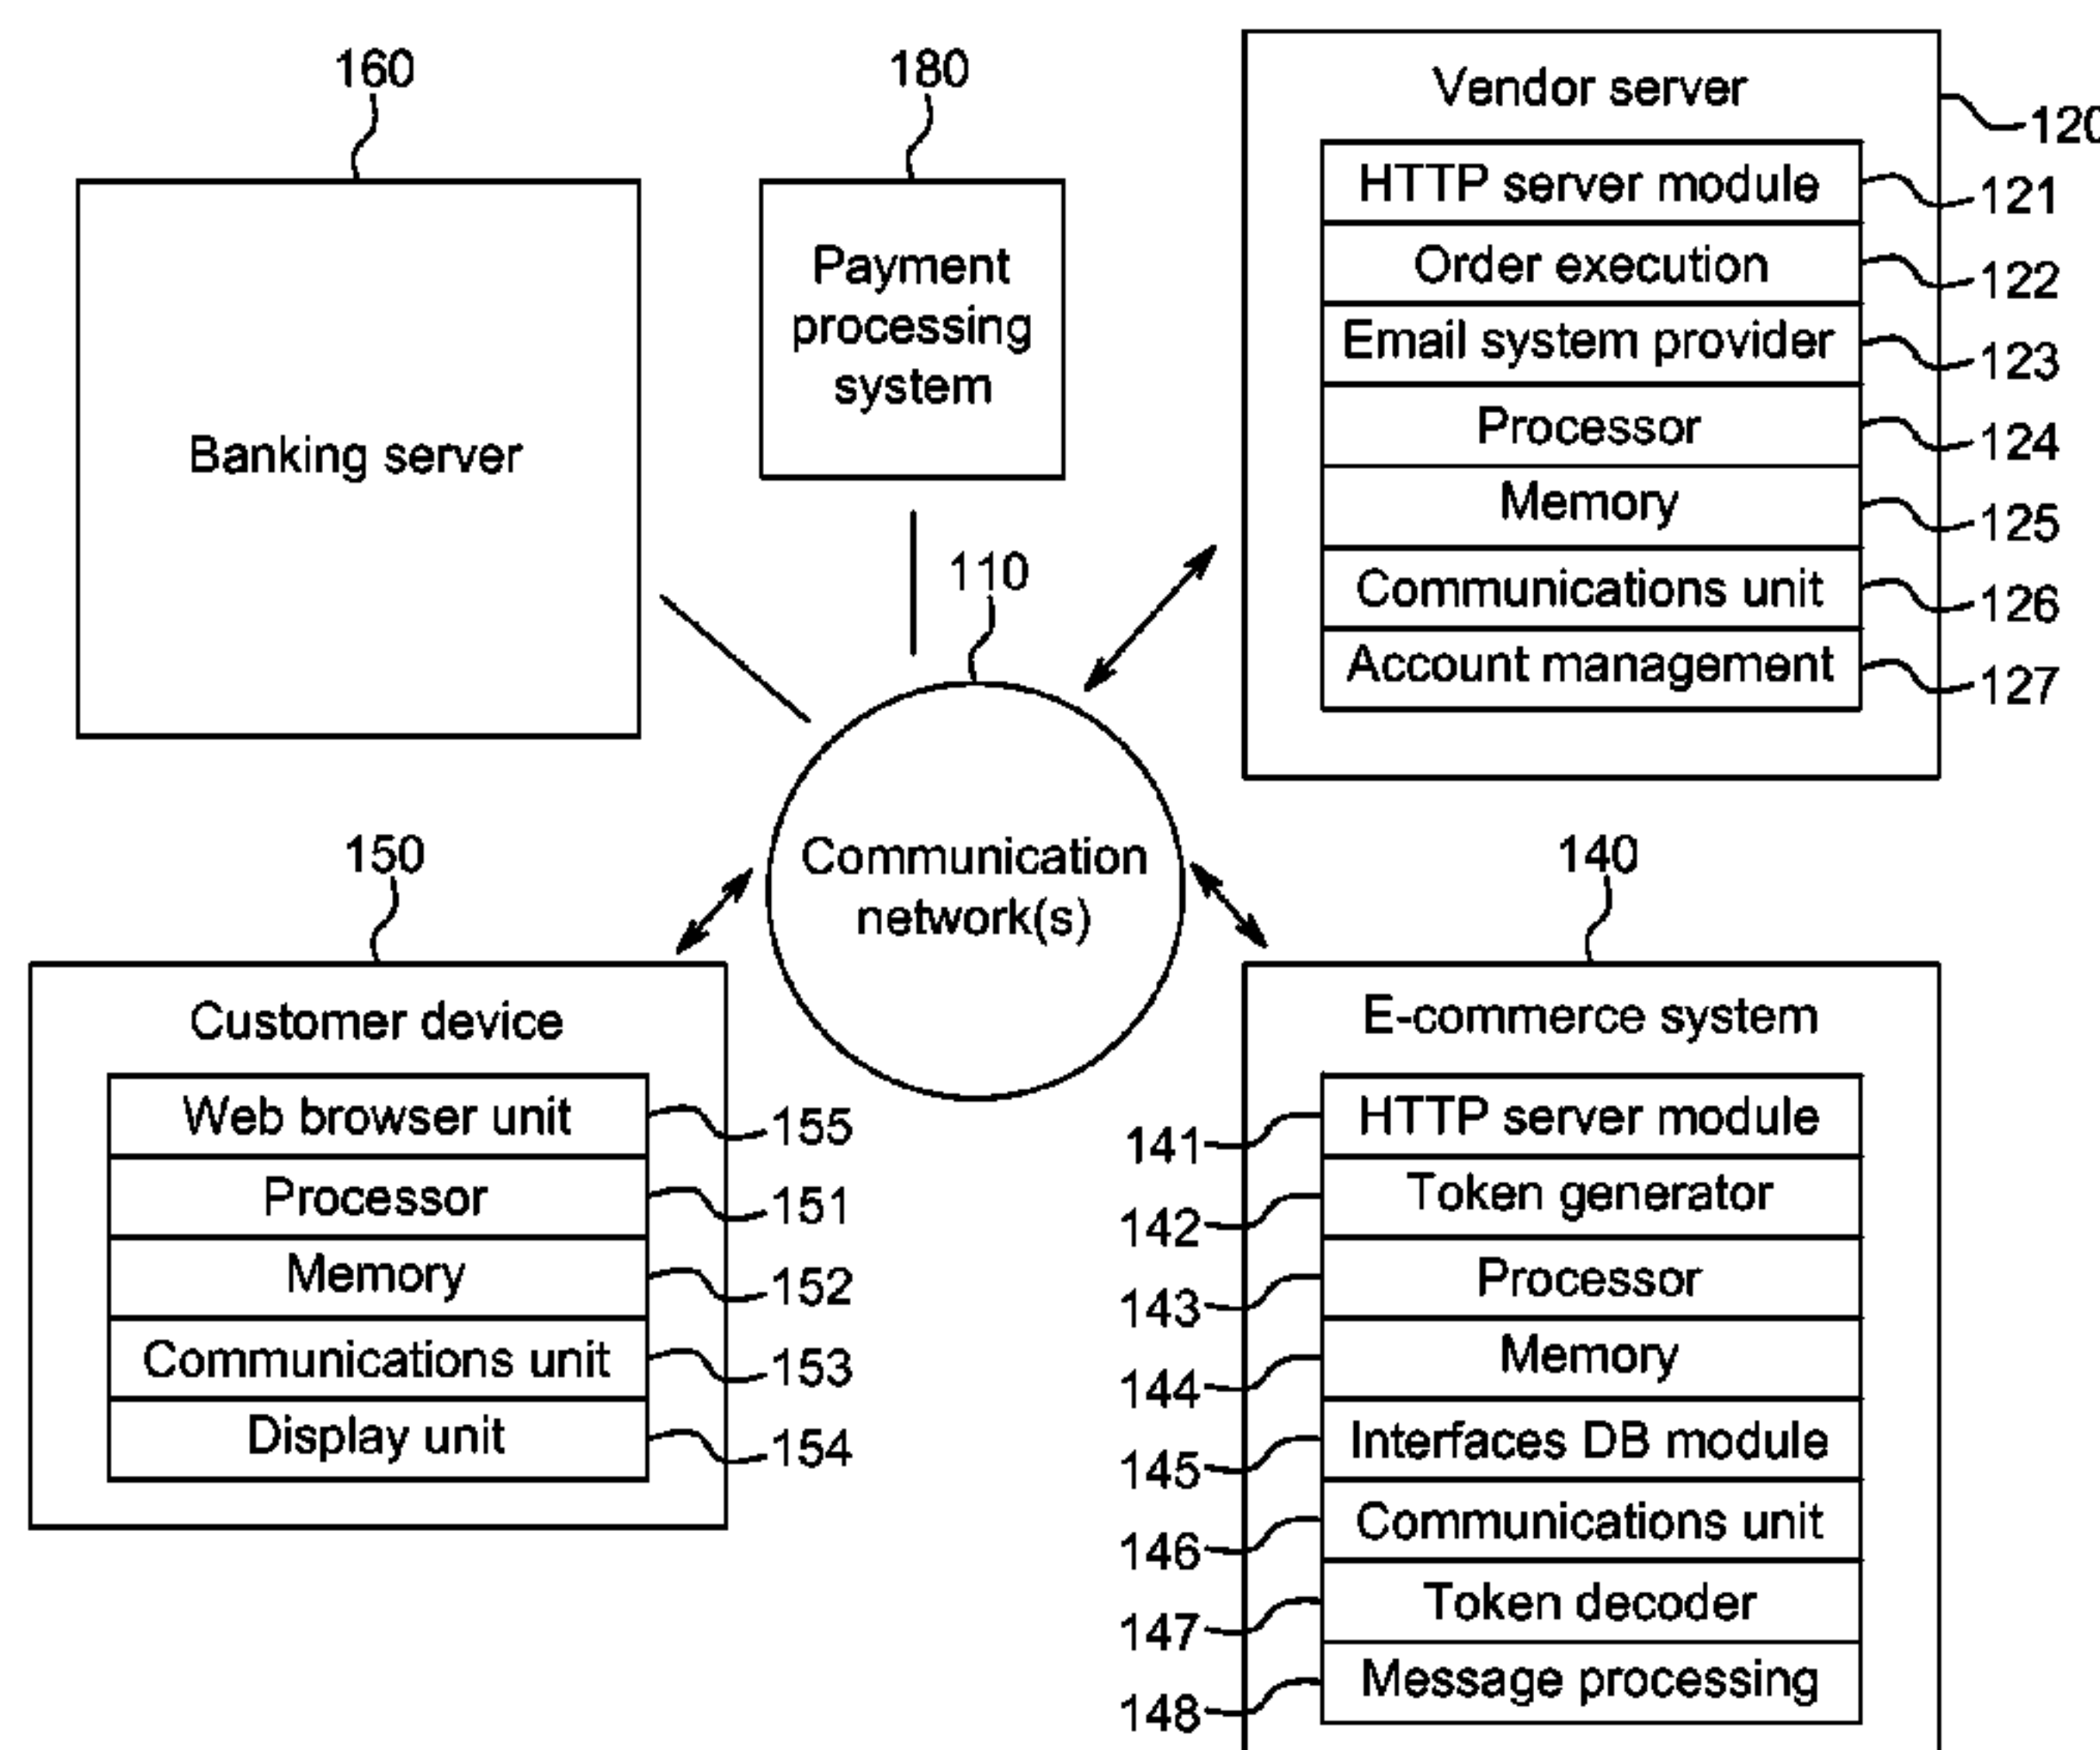 160
180
Vendor server
120
HTTP server module
121
Order execution
122
Email system provider
123
Processor
124
Memory
125
Communications unit
126
Account management
127
Banking server
Payment
processing
system
110
Communication
network(s)
150
Customer device
Web browser unit
155
Processor
151
Memory
152
Communications unit
153
Display unit
154
140
E-commerce system
HTTP server module
141
Token generator
142
Processor
143
Memory
144
Interfaces DB module
145
Communications unit
146
Token decoder
147
Message processing
148